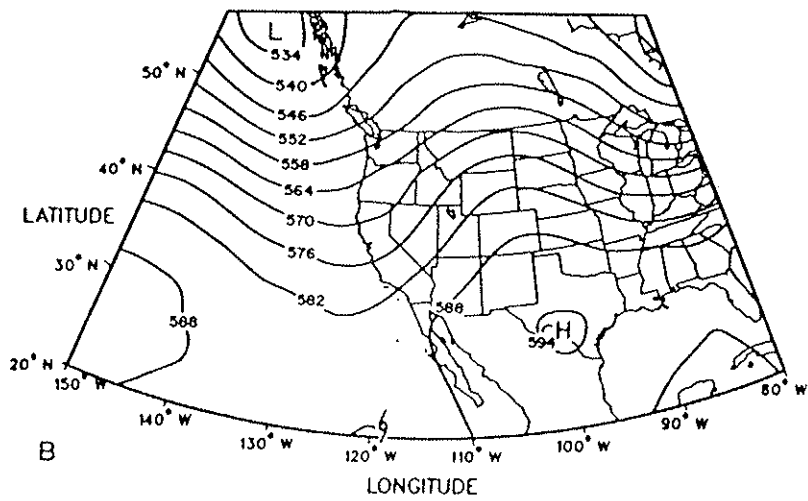 L
534
540
546
552
558
564
570
576
582
588
588
H
594
50° N
40° N
LATITUDE
30° N
20° N
150° W
140° W
130° W
120° W
110° W
100° W
90° W
80° W
B
LONGITUDE